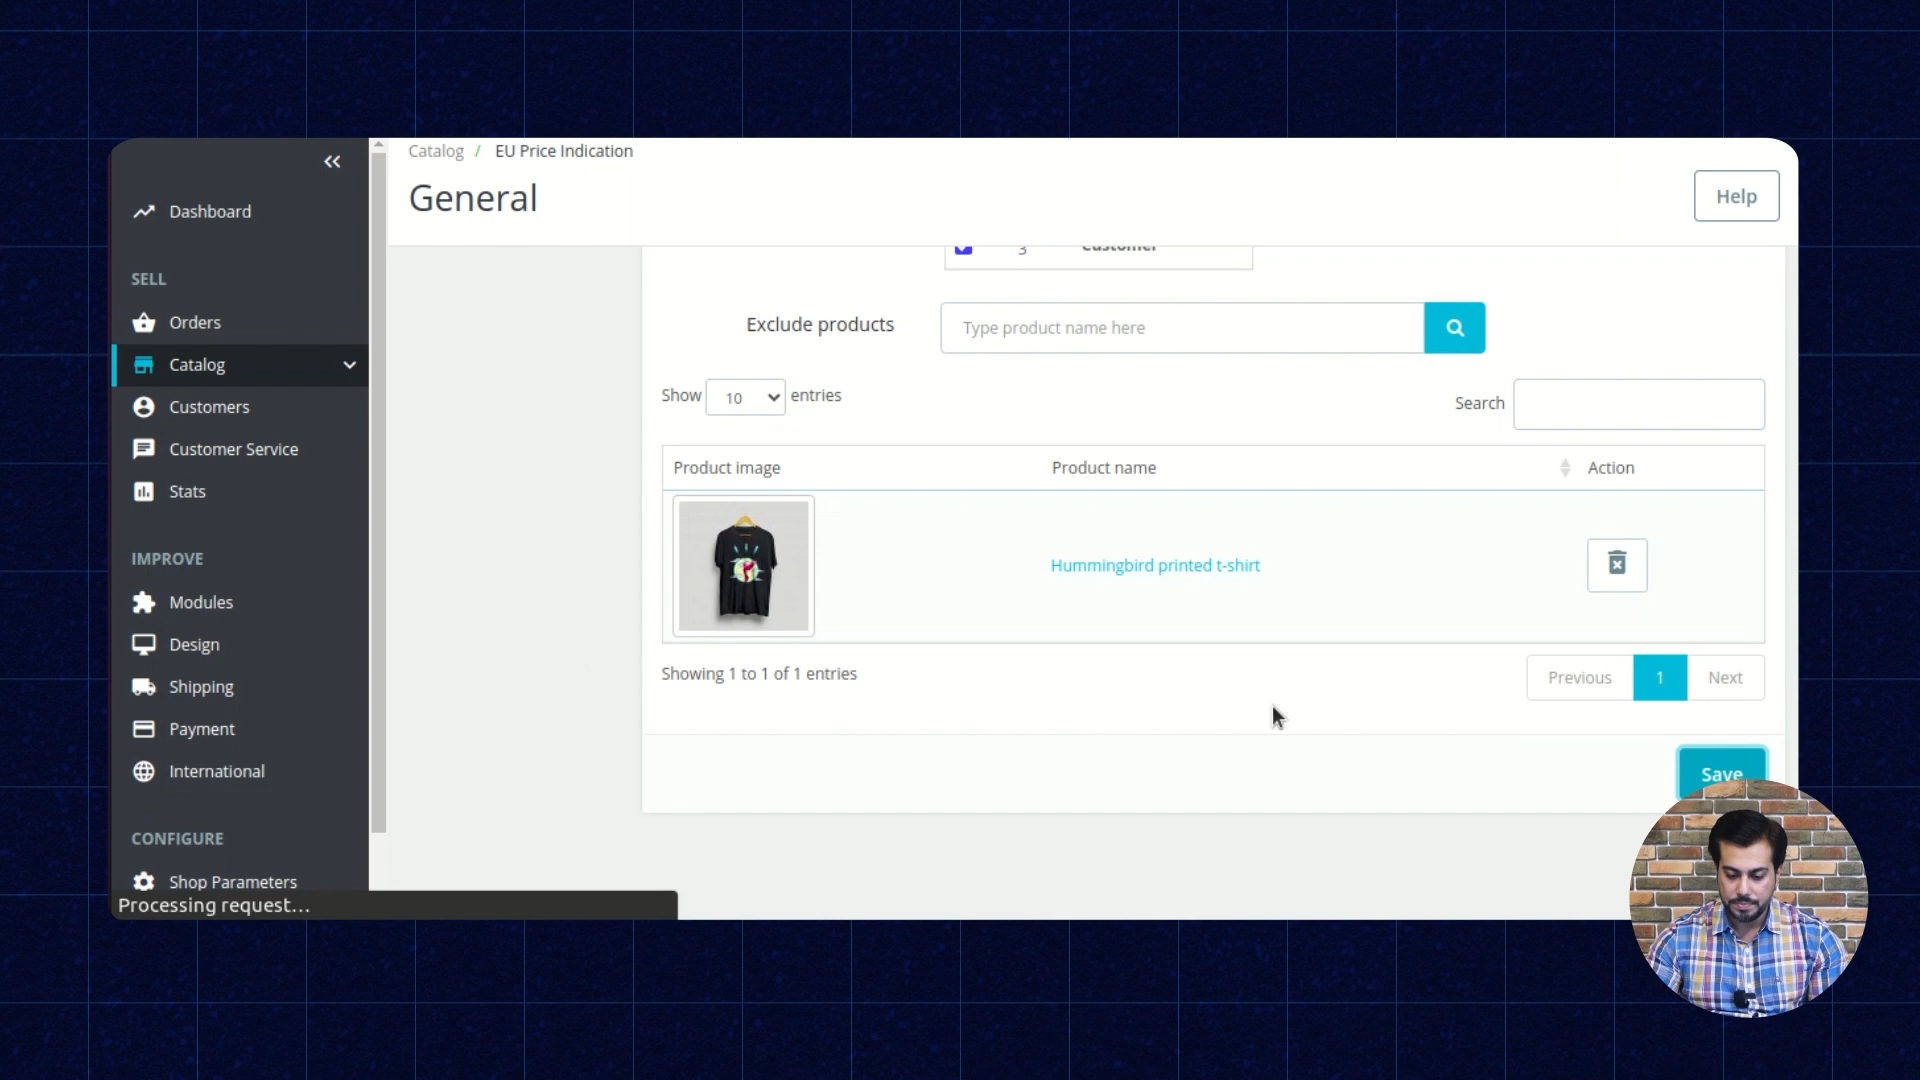 Catalog / EU Price Indication
General
Help
Dashboard
SELL
Orders
Catalog
Customers
Customer Service
Stats
IMPROVE
Modules
Design
Shipping
Payment
International
CONFIGURE
Shop Parameters
Processing request...
3 Customer
Exclude products Type product name here
Show 10 entries
Search
Product image Product name Action
Hummingbird printed t-shirt
Showing 1 to 1 of 1 entries
Previous 1 Next
Save